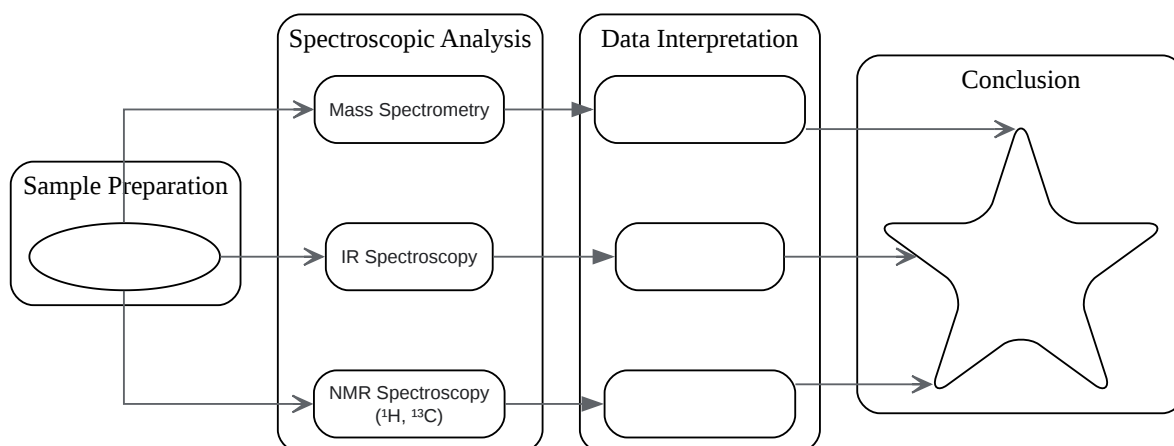 Sample Preparation
Spectroscopic Analysis
Mass Spectrometry
IR Spectroscopy
NMR Spectroscopy
(¹H, ¹³C)
Data Interpretation
Conclusion